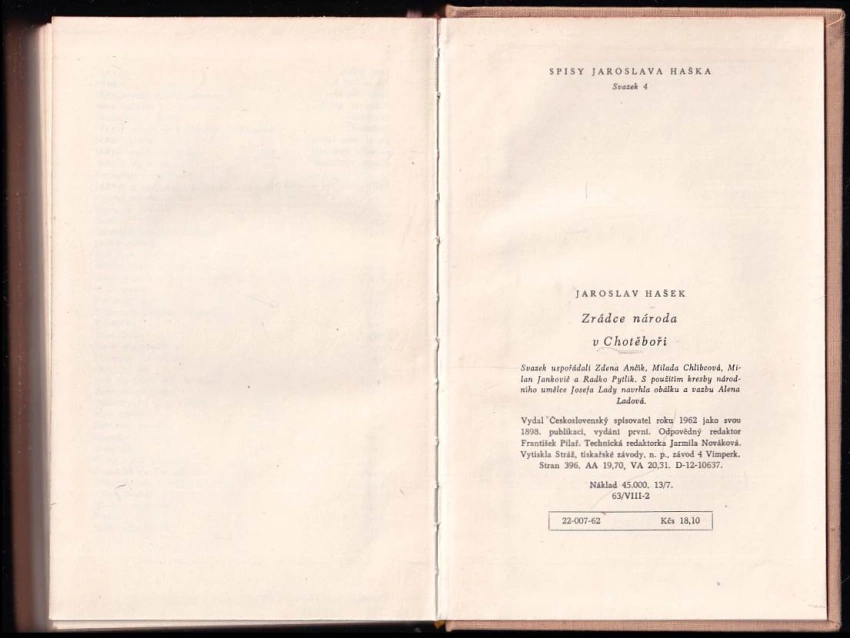 SPISY JAROSLAVA HAŠKA
Svazek 4
JAROSLAV HAŠEK
Zrádce národa
v Chotěboři
Svazek uspořádali Zdena Ančík, Milada Chlíbcová, Mi-
lan Jankovič a Radko Pytlík. S použitím kresby národ-
ního umělce Josefa Lady navrhla obálku a vazbu Alena
Ladová.
Vydal Československý spisovatel roku 1962 jako svou
1898. publikaci, vydání první. Odpovědný redaktor
František Pilař. Technická redaktorka Jarmila Nováková.
Vytiskla Stráž, tiskařské závody, n. p., závod 4 Vimperk.
Stran 396. AA 19,70, VA 20,31. D-12-10637.
Náklad 45.000, 13/7.
63/VIII-2
22-007-62 Kčs 18,10